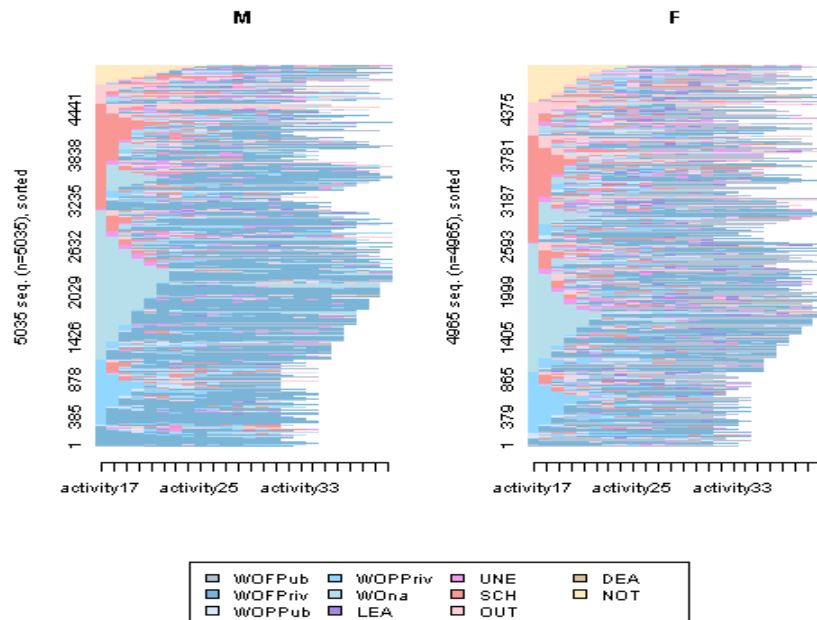 M
F
5035 seq. (n=5035), sorted
1 385 878 1426 2029 2632 3235 3838 4441
4965 seq. (n=4965), sorted
1 379 865 1405 1999 2593 3187 3781 4375
activity17 activity25 activity33
activity17 activity25 activity33
WOFPub WOPPriv UNE DEA
WOFPriv WOna SCH NOT
WOPPub LEA OUT